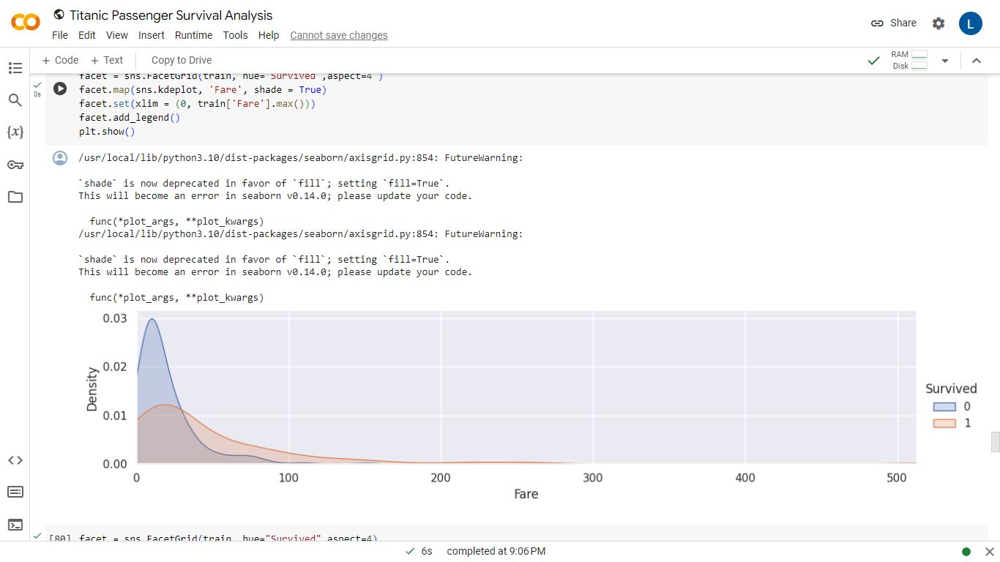 Titanic Passenger Survival Analysis
File Edit View Insert Runtime Tools Help Cannot save changes
Share
L
+ Code + Text Copy to Drive
RAM
Disk
{x}
0s
facet = sns.FacetGrid(train, hue="Survived",aspect=4 )
facet.map(sns.kdeplot, 'Fare', shade = True)
facet.set(xlim = (0, train['Fare'].max()))
facet.add_legend()
plt.show()
/usr/local/lib/python3.10/dist-packages/seaborn/axisgrid.py:854: FutureWarning:
`shade` is now deprecated in favor of `fill`; setting `fill=True`.
This will become an error in seaborn v0.14.0; please update your code.
func(*plot_args, **plot_kwargs)
/usr/local/lib/python3.10/dist-packages/seaborn/axisgrid.py:854: FutureWarning:
`shade` is now deprecated in favor of `fill`; setting `fill=True`.
This will become an error in seaborn v0.14.0; please update your code.
func(*plot_args, **plot_kwargs)
0.03
0.02
0.01
0.00
Density
0 100 200 300 400 500
Fare
Survived
0
1
[80] facet = sns.FacetGrid(train, hue="Survived",aspect=4)
6s completed at 9:06 PM